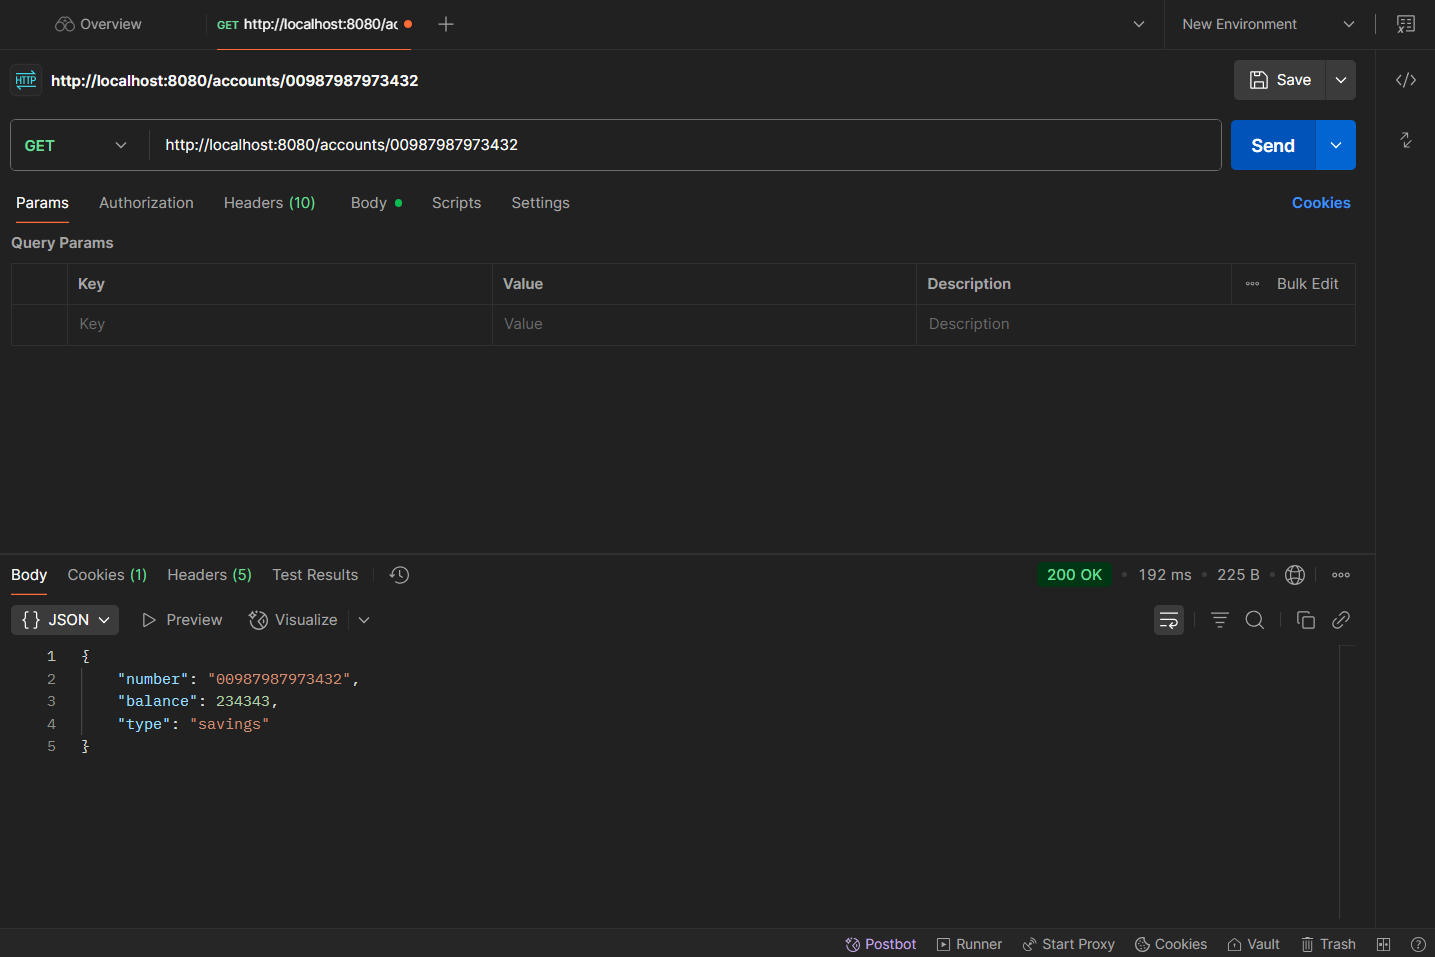 Overview
GET http://localhost:8080/ac
New Environment
HTTP http://localhost:8080/accounts/00987987973432
Save
GET http://localhost:8080/accounts/00987987973432
Send
Params Authorization Headers (10) Body Scripts Settings Cookies
Query Params
Key Value Description Bulk Edit
Key Value Description
Body Cookies (1) Headers (5) Test Results 200 OK 192 ms 225 B
{} JSON Preview Visualize
1 {
2 "number": "00987987973432",
3 "balance": 234343,
4 "type": "savings"
5 }
Postbot Runner Start Proxy Cookies Vault Trash